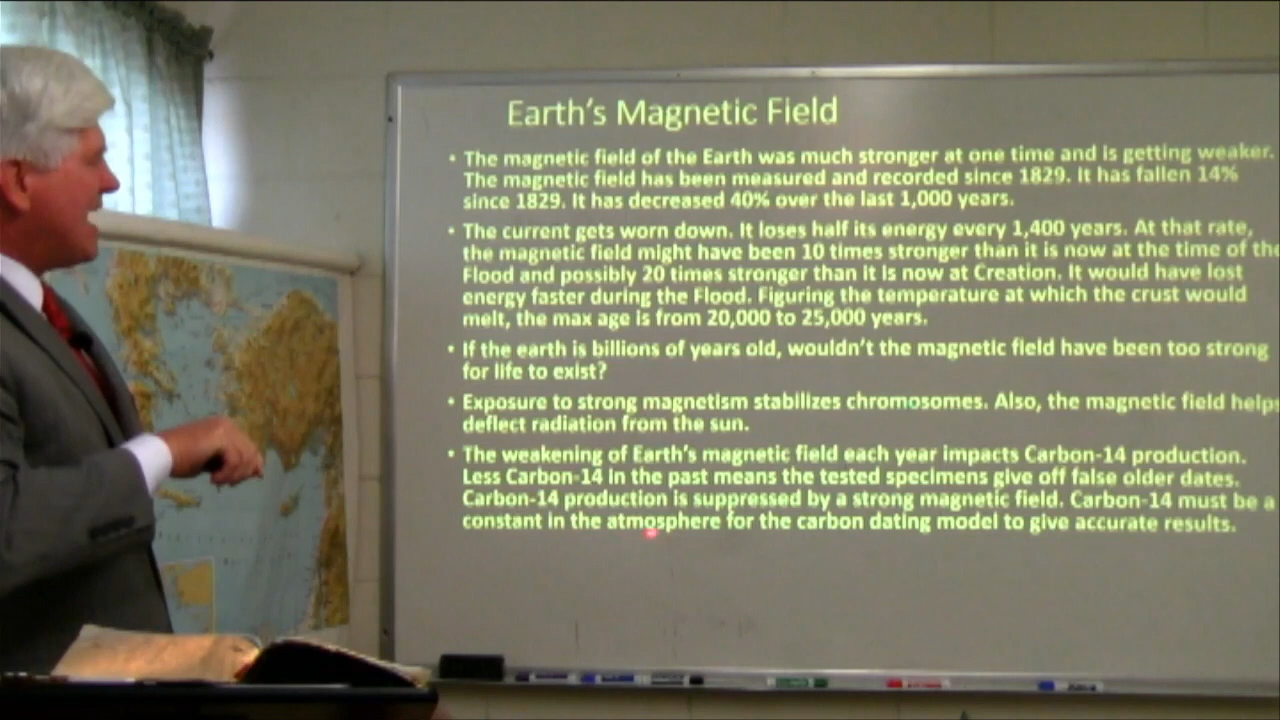 Earth's Magnetic Field
• The magnetic field of the Earth was much stronger at one time and is getting weaker.
The magnetic field has been measured and recorded since 1829. It has fallen 14%
since 1829. It has decreased 40% over the last 1,000 years.
• The current gets worn down. It loses half its energy every 1,400 years. At that rate,
the magnetic field might have been 10 times stronger than it is now at the time of the
Flood and possibly 20 times stronger than it is now at Creation. It would have lost
energy faster during the Flood. Figuring the temperature at which the crust would
melt, the max age is from 20,000 to 25,000 years.
• If the earth is billions of years old, wouldn't the magnetic field have been too strong
for life to exist?
• Exposure to strong magnetism stabilizes chromosomes. Also, the magnetic field helps
deflect radiation from the sun.
• The weakening of Earth's magnetic field each year impacts Carbon-14 production.
Less Carbon-14 in the past means the tested specimens give off false older dates.
Carbon-14 production is suppressed by a strong magnetic field. Carbon-14 must be a
constant in the atmosphere for the carbon dating model to give accurate results.